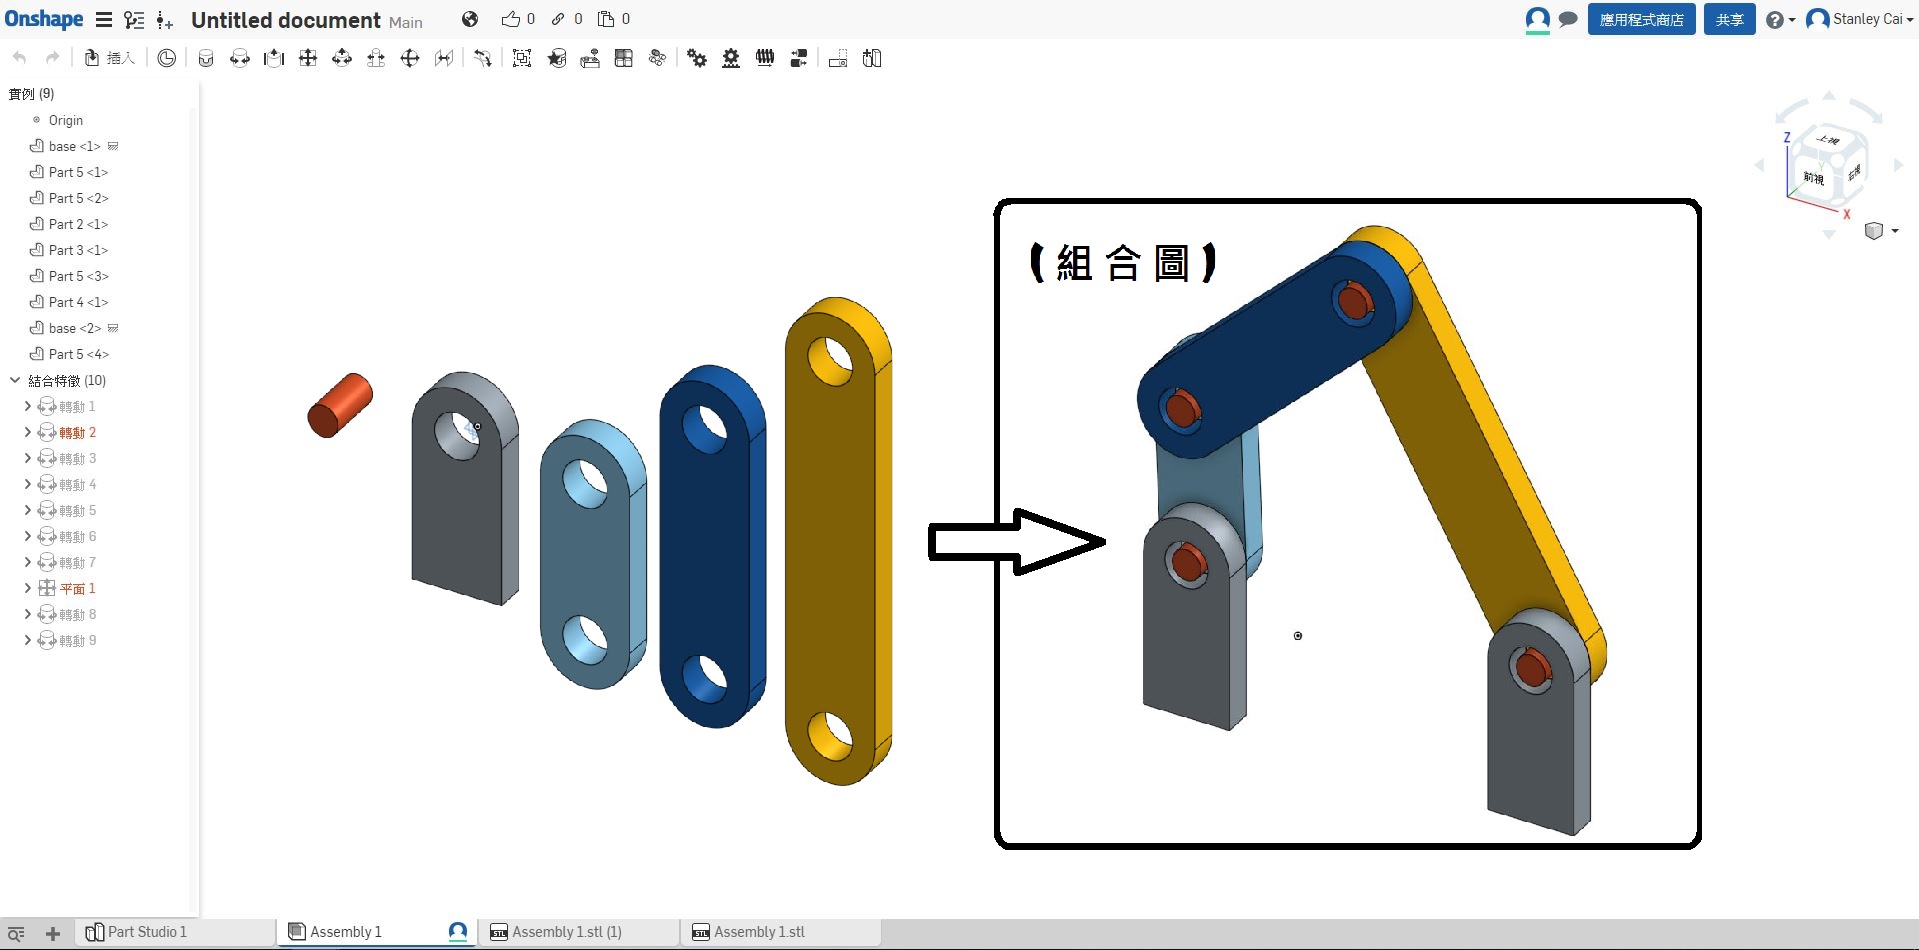 Onshape
Untitled document Main
0 0 0
應用程式商店
共享
Stanley Cai
插入
實例 (9)
Origin
base <1>
Part 5 <1>
Part 5 <2>
Part 2 <1>
Part 3 <1>
Part 5 <3>
Part 4 <1>
base <2>
Part 5 <4>
結合特徵 (10)
轉動 1
轉動 2
轉動 3
轉動 4
轉動 5
轉動 6
轉動 7
平面 1
轉動 8
轉動 9
(組合圖)
Z
上視
Y
前視
右視
X
Part Studio 1
Assembly 1
STL
Assembly 1.stl (1)
STL
Assembly 1.stl